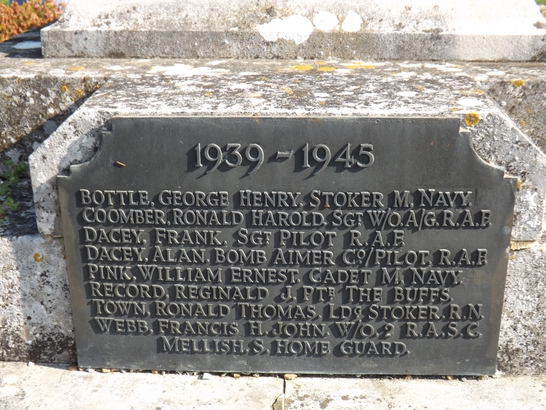 1939 - 1945
BOTTLE, GEORGE HENRY, STOKER M. NAVY.
COOMBER, RONALD HAROLD, SGT W/O.A/G.R.A.F.
DACEY, FRANK, SGT PILOT R.A.F.
DACEY, ALAN, BOMB AIMER CO/PILOT, R.A.F.
PINK, WILLIAM ERNEST, CADET M. NAVY.
RECORD, REGINALD J. PTE THE BUFFS.
TOWN, RONALD THOMAS, LDG STOKER. R.N.
WEBB, FRANCIS H. JOHN, W/O.2 R.A.S.C.
MELLISH, S. HOME GUARD.